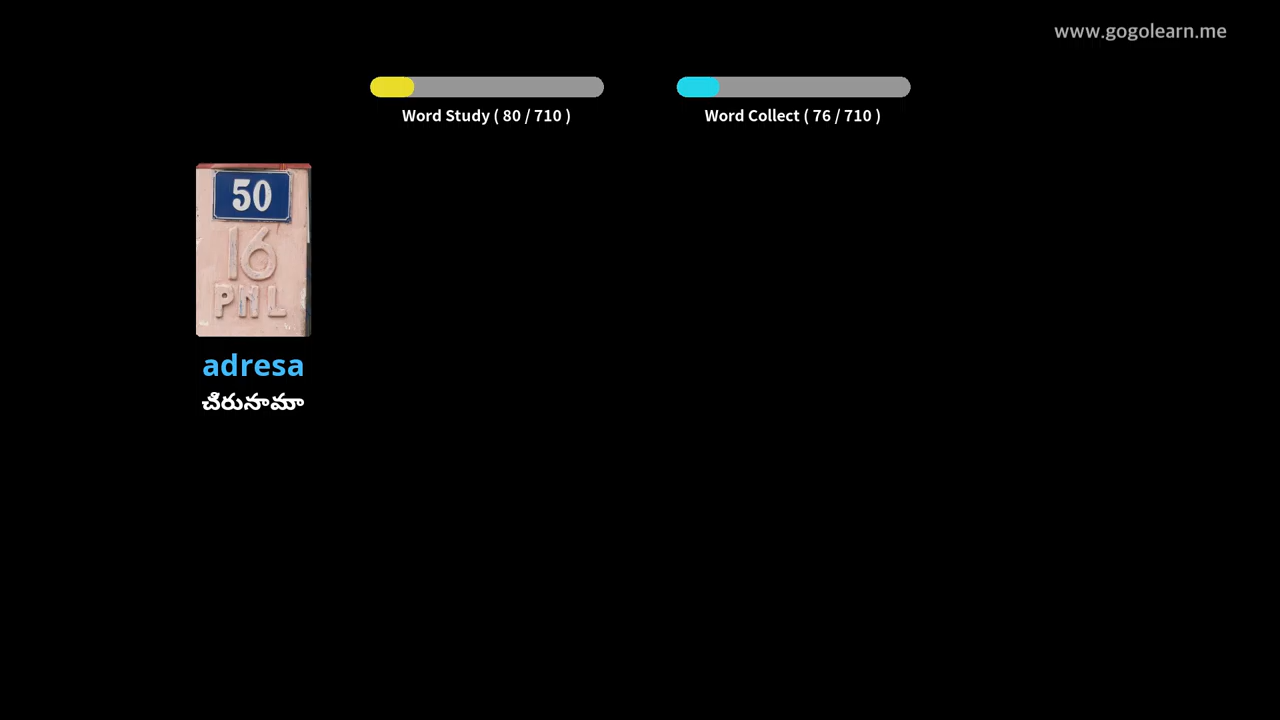 www.gogolearn.me
Word Study ( 80 / 710 )
Word Collect ( 76 / 710 )
50
16
PNL
adresa
చిరునామా